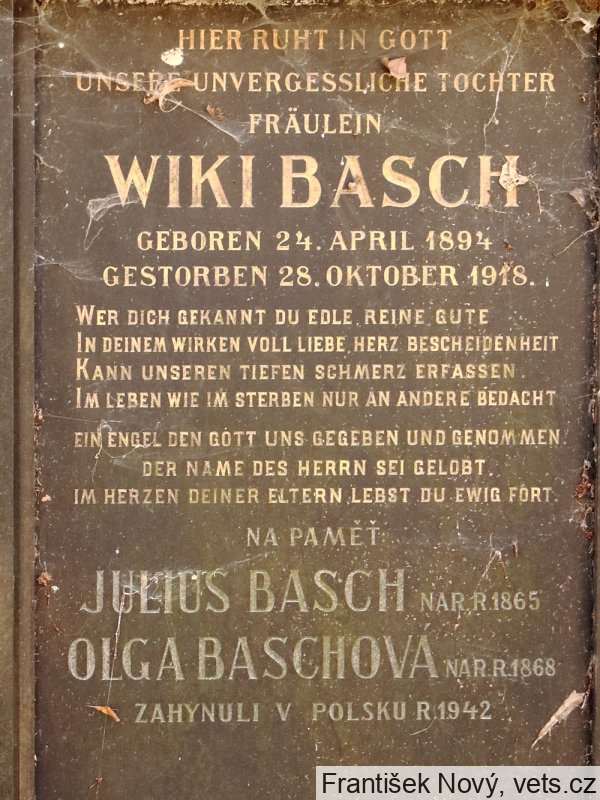 HIER RUHT IN GOTT
UNSERE UNVERGESSLICHE TOCHTER
FRÄULEIN
WIKI BASCH
GEBOREN 24. APRIL 1894
GESTORBEN 28. OKTOBER 1918.
WER DICH GEKANNT DU EDLE, REINE GUTE
IN DEINEM WIRKEN VOLL LIEBE, HERZ BESCHEIDENHEIT
KANN UNSEREN TIEFEN SCHMERZ ERFASSEN.
IM LEBEN WIE IM STERBEN NUR AN ANDERE BEDACHT
EIN ENGEL DEN GOTT UNS GEGEBEN UND GENOMMEN.
DER NAME DES HERRN SEI GELOBT.
IM HERZEN DEINER ELTERN LEBST DU EWIG FORT.
NA PAMĚŤ:
JULIUS BASCH NAR. R. 1865
OLGA BASCHOVÁ NAR. R. 1868
ZAHYNULI V POLSKU R. 1942
František Nový, vets.cz